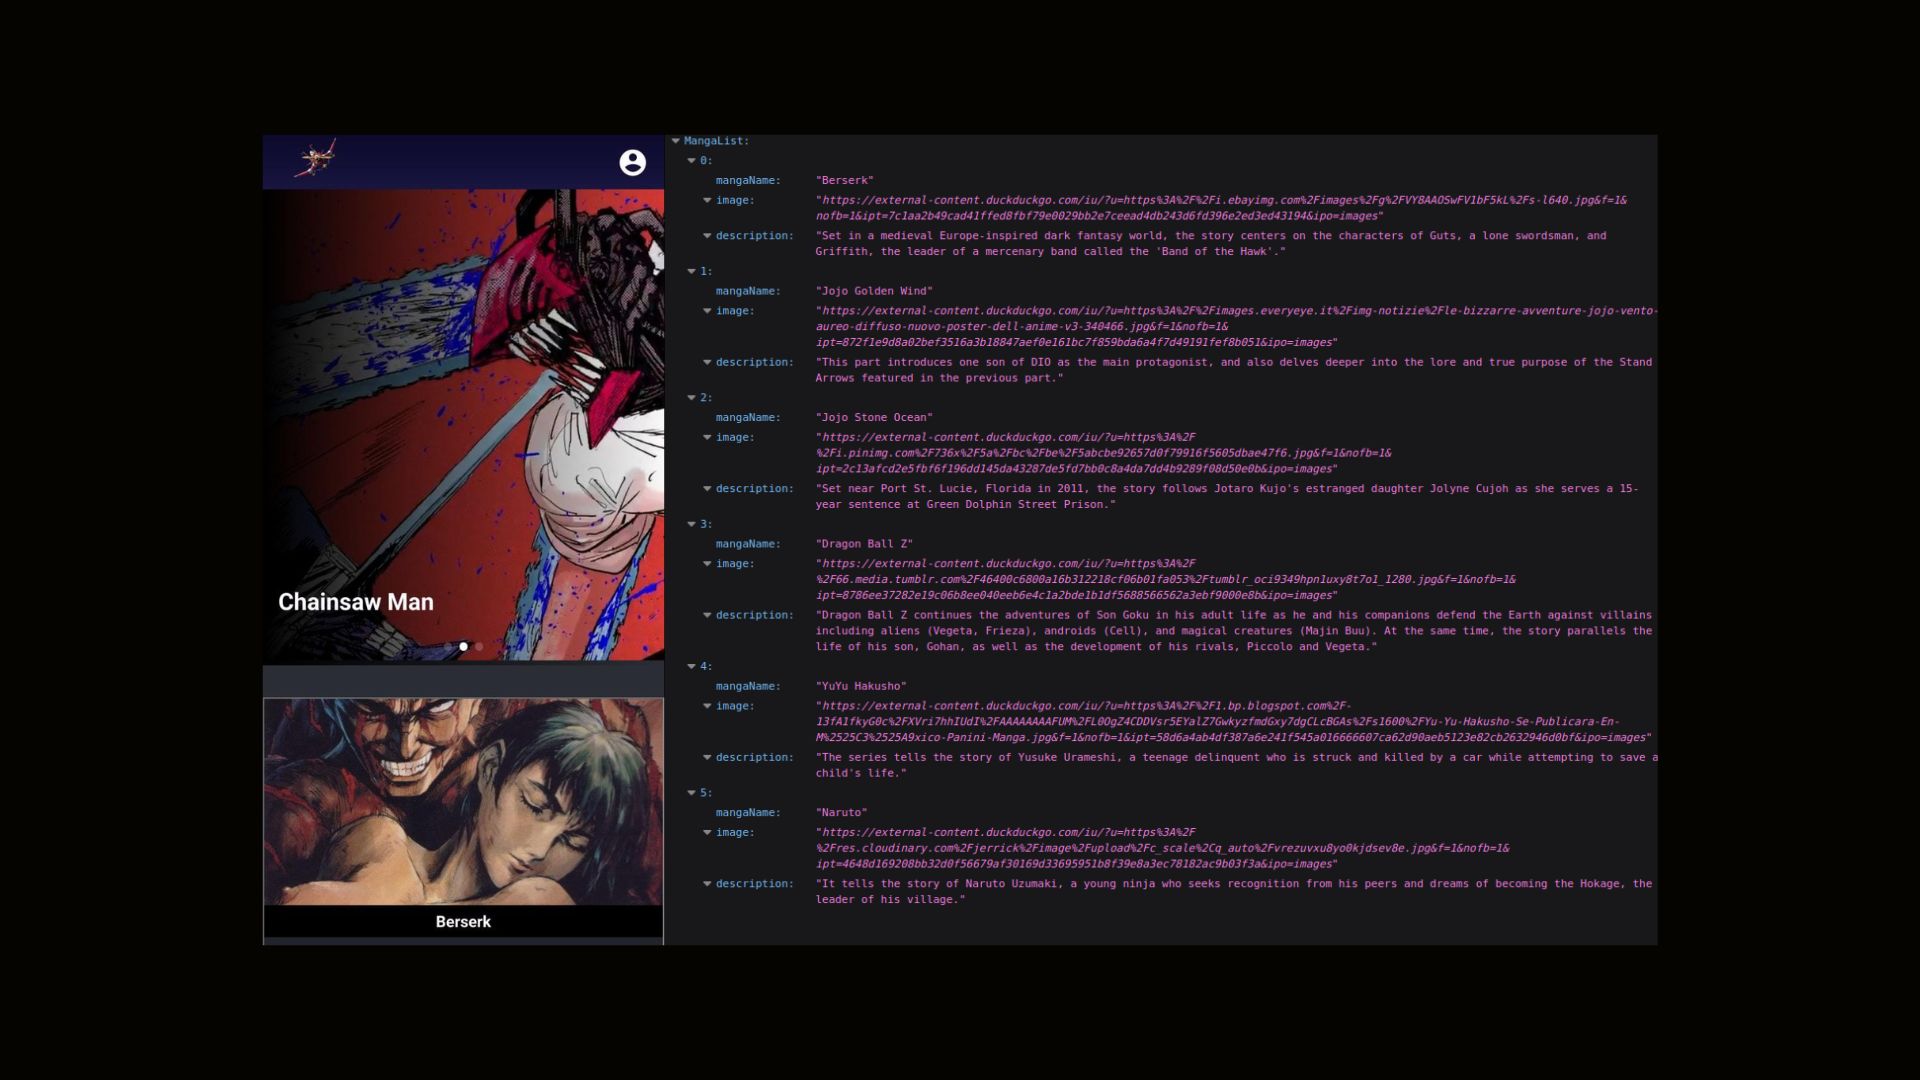 Chainsaw Man
Berserk
MangaList:
0:
mangaName: "Berserk"
image: "https://external-content.duckduckgo.com/iu/?u=https%3A%2F%2Fi.ebayimg.com%2Fimages%2Fg%2FVY8AAOSwFV1bF5kL%2Fs-l640.jpg&f=1&
nofb=1&ipt=7c1aa2b49cad41ffed8fbf79e0029bb2e7ceead4db243d6fd396e2ed3ed43194&ipo=images"
description: "Set in a medieval Europe-inspired dark fantasy world, the story centers on the characters of Guts, a lone swordsman, and
Griffith, the leader of a mercenary band called the 'Band of the Hawk'."
1:
mangaName: "Jojo Golden Wind"
image: "https://external-content.duckduckgo.com/iu/?u=https%3A%2F%2Fimages.everyeye.it%2Fimg-notizie%2Fle-bizzarre-avventure-jojo-vento-
aureo-diffuso-nuovo-poster-dell-anime-v3-340466.jpg&f=1&nofb=1&
ipt=872f1e9d8a02bef3516a3b18847aef0e161bc7f859bda6a4f7d49191fef8b051&ipo=images"
description: "This part introduces one son of DIO as the main protagonist, and also delves deeper into the lore and true purpose of the Stand
Arrows featured in the previous part."
2:
mangaName: "Jojo Stone Ocean"
image: "https://external-content.duckduckgo.com/iu/?u=https%3A%2F
%2Fi.pinimg.com%2F736x%2F5a%2Fbc%2Fbe%2F5abcbe92657d0f79916f5605dbae47f6.jpg&f=1&nofb=1&
ipt=2c13afcd2e5fbf6f196dd145da43287de5fd7bb0c8a4da7dd4b9289f08d50e0b&ipo=images"
description: "Set near Port St. Lucie, Florida in 2011, the story follows Jotaro Kujo's estranged daughter Jolyne Cujoh as she serves a 15-
year sentence at Green Dolphin Street Prison."
3:
mangaName: "Dragon Ball Z"
image: "https://external-content.duckduckgo.com/iu/?u=https%3A%2F
%2F66.media.tumblr.com%2F46400c6800a16b312218cf06b01fa053%2Ftumblr_oci9349hpn1uxy8t7o1_1280.jpg&f=1&nofb=1&
ipt=8786ee37282e19c06b8ee040eeb6e4c1a2bde1b1df5688566562a3ebf9000e8b&ipo=images"
description: "Dragon Ball Z continues the adventures of Son Goku in his adult life as he and his companions defend the Earth against villains
including aliens (Vegeta, Frieza), androids (Cell), and magical creatures (Majin Buu). At the same time, the story parallels the
life of his son, Gohan, as well as the development of his rivals, Piccolo and Vegeta."
4:
mangaName: "YuYu Hakusho"
image: "https://external-content.duckduckgo.com/iu/?u=https%3A%2F%2F1.bp.blogspot.com%2F-
13fA1fkyG0c%2FXVri7hhIUdI%2FAAAAAAAAFUM%2FL0OgZ4CDDVsr5EYalZ7GwkyzfmdGxy7dgCLcBGAs%2Fs1600%2FYu-Yu-Hakusho-Se-Publicara-En-
M%2525C3%2525A9xico-Panini-Manga.jpg&f=1&nofb=1&ipt=58d6a4ab4df387a6e241f545a016666607ca62d90aeb5123e82cb2632946d0bf&ipo=images"
description: "The series tells the story of Yusuke Urameshi, a teenage delinquent who is struck and killed by a car while attempting to save a
child's life."
5:
mangaName: "Naruto"
image: "https://external-content.duckduckgo.com/iu/?u=https%3A%2F
%2Fres.cloudinary.com%2Fjerrick%2Fimage%2Fupload%2Fc_scale%2Cq_auto%2Fvrezuvxu8yo0kjdsev8e.jpg&f=1&nofb=1&
ipt=4648d169208bb32d0f56679af30169d33695951b8f39e8a3ec78182ac9b03f3a&ipo=images"
description: "It tells the story of Naruto Uzumaki, a young ninja who seeks recognition from his peers and dreams of becoming the Hokage, the
leader of his village."